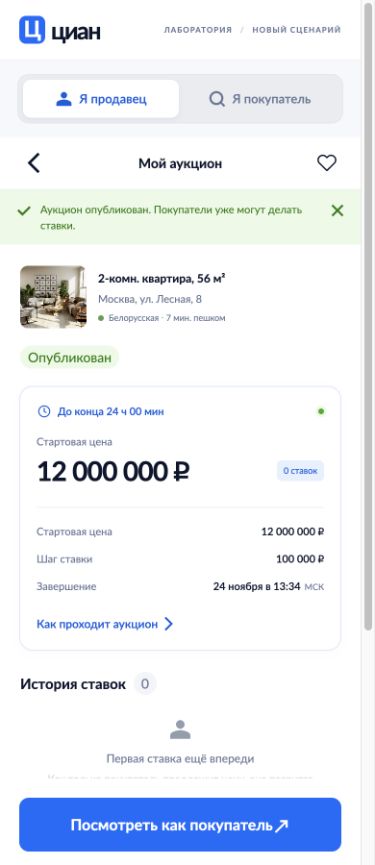 Ц циан
ЛАБОРАТОРИЯ / НОВЫЙ СЦЕНАРИЙ
Я продавец
Я покупатель
Мой аукцион
Аукцион опубликован. Покупатели уже могут делать
ставки.
2-комн. квартира, 56 м²
Москва, ул. Лесная, 8
Белорусская · 7 мин. пешком
Опубликован
До конца 24 ч 00 мин
Стартовая цена
12 000 000 ₽
0 ставок
Стартовая цена 12 000 000 ₽
Шаг ставки 100 000 ₽
Завершение 24 ноября в 13:34 МСК
Как проходит аукцион
История ставок 0
Первая ставка ещё впереди
Посмотреть как покупатель